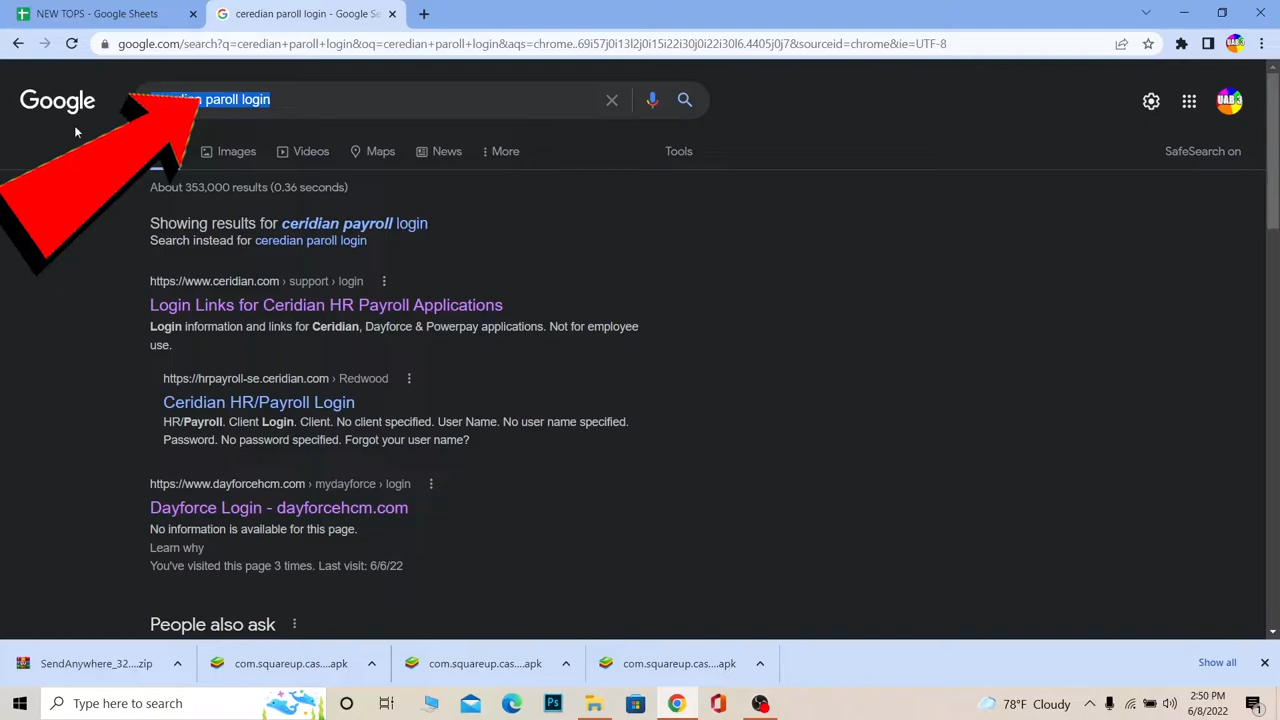 NEW TOPS - Google Sheets
ceredian paroll login - Google Se
google.com/search?q=ceredian+paroll+login&oq=ceredian+paroll+login&aqs=chrome..69i57j0i13l2j0i15i22i30j0i22i30l6.4405j0j7&sourceid=chrome&ie=UTF-8
Google
paroll login
UAB 3
Images
Videos
Maps
News
More
Tools
SafeSearch on
About 353,000 results (0.36 seconds)
Showing results for ceridian payroll login
Search instead for ceredian paroll login
https://www.ceridian.com › support › login
Login Links for Ceridian HR Payroll Applications
Login information and links for Ceridian, Dayforce & Powerpay applications. Not for employee
use.
https://hrpayroll-se.ceridian.com › Redwood
Ceridian HR/Payroll Login
HR/Payroll. Client Login. Client. No client specified. User Name. No user name specified.
Password. No password specified. Forgot your user name?
https://www.dayforcehcm.com › mydayforce › login
Dayforce Login - dayforcehcm.com
No information is available for this page.
Learn why
You've visited this page 3 times. Last visit: 6/6/22
People also ask
SendAnywhere_32....zip
com.squareup.cas....apk
com.squareup.cas....apk
com.squareup.cas....apk
Show all
Type here to search
Ps
78°F Cloudy
2:50 PM
6/8/2022
1